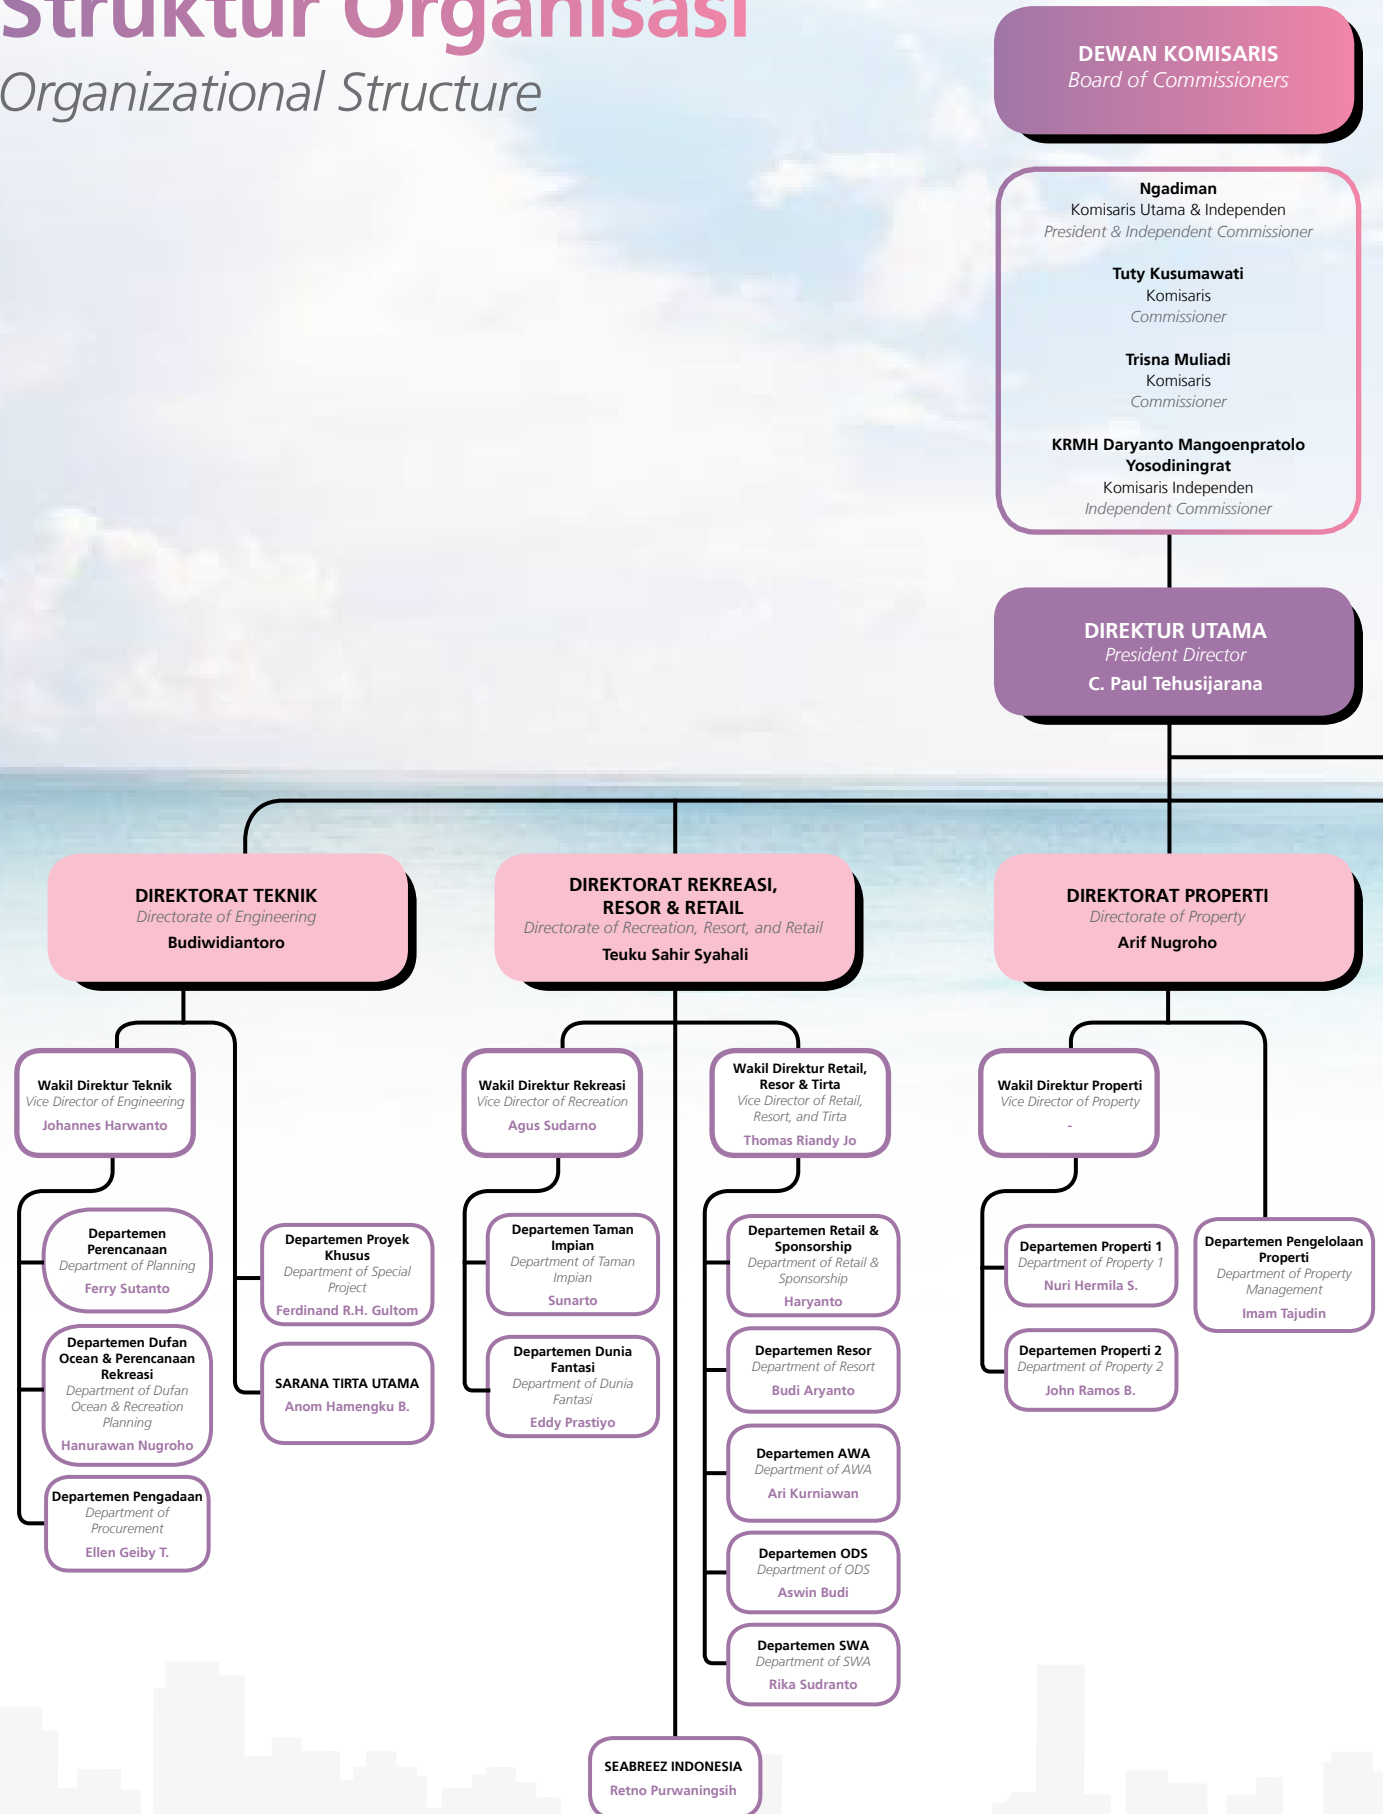 Struktur Organisasi
Organizational Structure
DEWAN KOMISARIS
Board of Commissioners
Ngadiman
Komisaris Utama & Independen
President & Independent Commissioner
Tuty Kusumawati
Komisaris
Commissioner
Trisna Muliadi
Komisaris
Commissioner
KRMH Daryanto Mangoenpratolo
Yosodiningrat
Komisaris Independen
Independent Commissioner
DIREKTUR UTAMA
President Director
C. Paul Tehusijarana
DIREKTORAT TEKNIK
Directorate of Engineering
Budiwidiantoro
DIREKTORAT REKREASI,
RESOR & RETAIL
Directorate of Recreation, Resort, and Retail
Teuku Sahir Syahali
DIREKTORAT PROPERTI
Directorate of Property
Arif Nugroho
Wakil Direktur Teknik
Vice Director of Engineering
Johannes Harwanto
Departemen
Perencanaan
Department of Planning
Ferry Sutanto
Departemen Dufan
Ocean & Perencanaan
Rekreasi
Department of Dufan
Ocean & Recreation
Planning
Hanurawan Nugroho
Departemen Pengadaan
Department of
Procurement
Ellen Geiby T.
Departemen Proyek
Khusus
Department of Special
Project
Ferdinand R.H. Gultom
SARANA TIRTA UTAMA
Anom Hamengku B.
Wakil Direktur Rekreasi
Vice Director of Recreation
Agus Sudarno
Departemen Taman
Impian
Department of Taman
Impian
Sunarto
Departemen Dunia
Fantasi
Department of Dunia
Fantasi
Eddy Prastiyo
Wakil Direktur Retail,
Resor & Tirta
Vice Director of Retail,
Resort, and Tirta
Thomas Riandy Jo
Departemen Retail &
Sponsorship
Department of Retail &
Sponsorship
Haryanto
Departemen Resor
Department of Resort
Budi Aryanto
Departemen AWA
Department of AWA
Ari Kurniawan
Departemen ODS
Department of ODS
Aswin Budi
Departemen SWA
Department of SWA
Rika Sudranto
SEABREEZ INDONESIA
Retno Purwaningsih
Wakil Direktur Properti
Vice Director of Property
-
Departemen Properti 1
Department of Property 1
Nuri Hermila S.
Departemen Properti 2
Department of Property 2
John Ramos B.
Departemen Pengelolaan
Properti
Department of Property
Management
Imam Tajudin